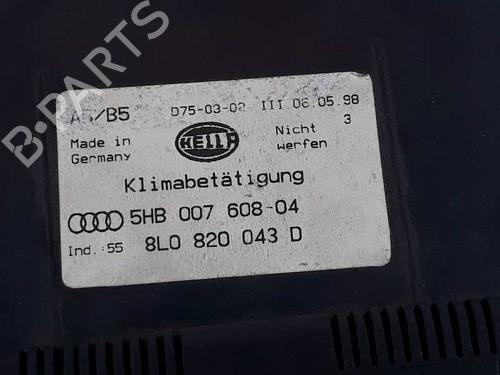 B-PARTS
A3/B5 D75-03-02 III 06.05.98
Made in Germany
HELLA
Nicht werfen 3
Klimabetätigung
5HB 007 608-04
Ind.:55 8L0 820 043 D